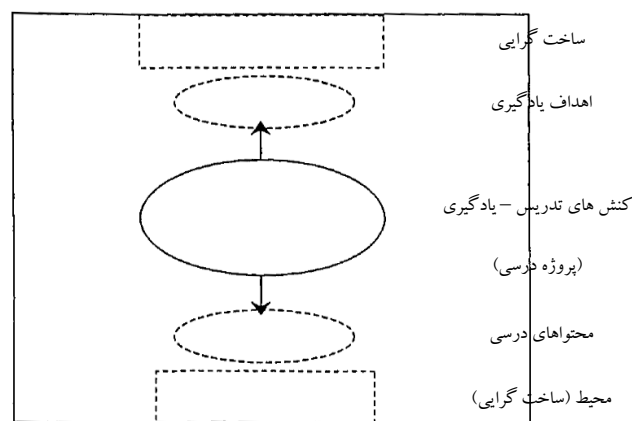 ساخت گرایی
اهداف یادگیری
کنش های تدریس – یادگیری
(پروژه درسی)
محتواهای درسی
محیط (ساخت گرایی)